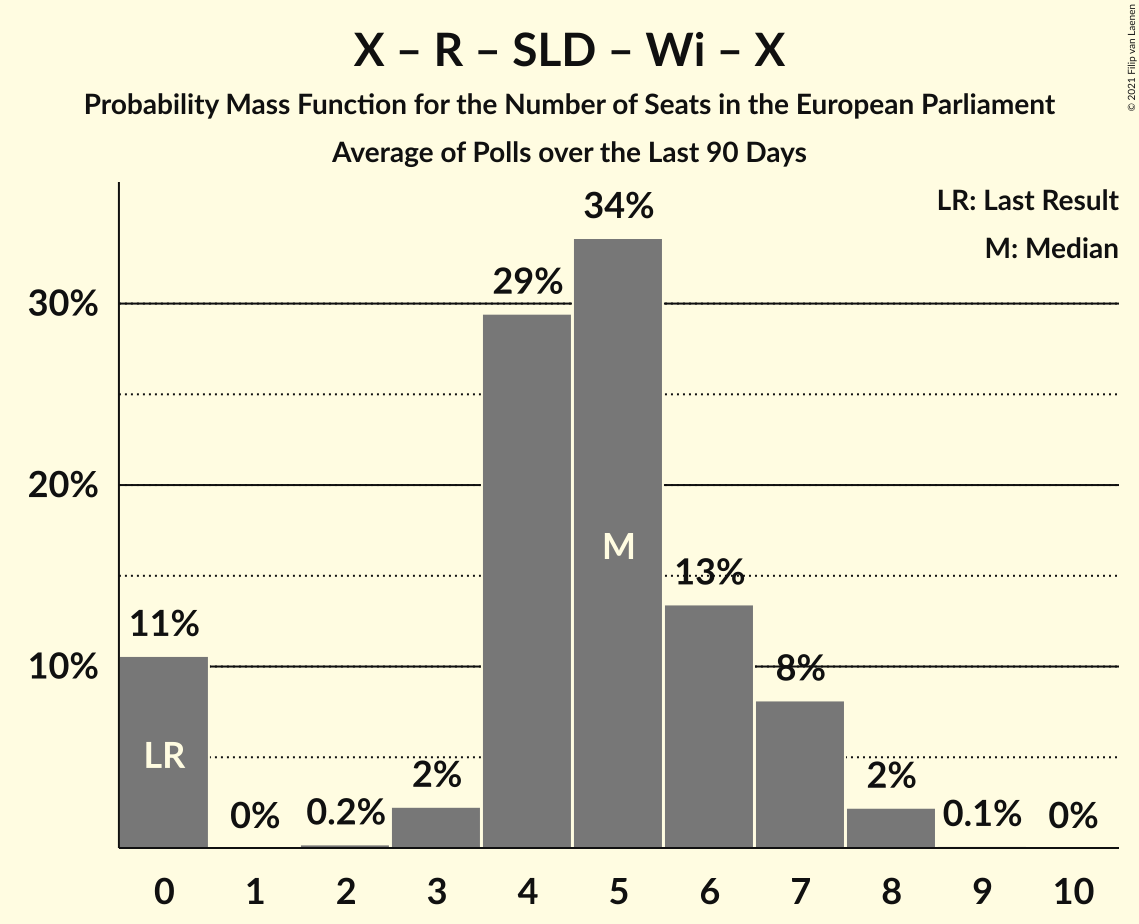 X – R – SLD – Wi – X
Probability Mass Function for the Number of Seats in the European Parliament
Average of Polls over the Last 90 Days
© 2021 Filip van Laenen
LR: Last Result
M: Median
34%
29%
30%
20%
M
13%
11%
8%
10%
LR
2%
2%
0%
0.2%
0.1%
0%
0 1 2 3 4 5 6 7 8 9 10